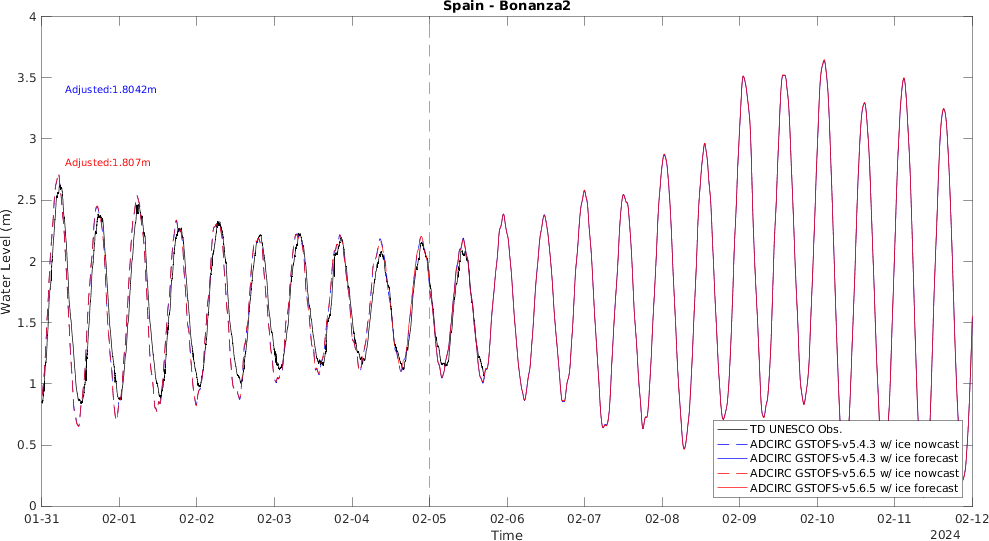 Spain - Bonanza2
4
3.5
3
2.5
2
1.5
1
0.5
0
Water Level (m)
Adjusted:1.8042m
Adjusted:1.807m
TD UNESCO Obs.
ADCIRC GSTOFS-v5.4.3 w/ ice nowcast
ADCIRC GSTOFS-v5.4.3 w/ ice forecast
ADCIRC GSTOFS-v5.6.5 w/ ice nowcast
ADCIRC GSTOFS-v5.6.5 w/ ice forecast
01-31 02-01 02-02 02-03 02-04 02-05 02-06 02-07 02-08 02-09 02-10 02-11 02-12
Time
2024